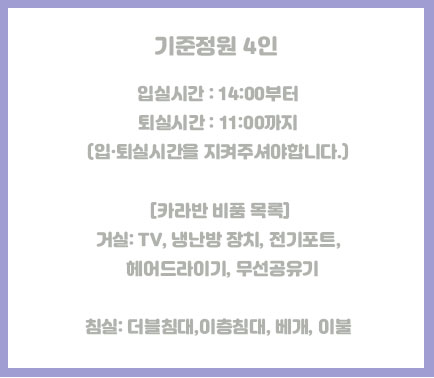 기준정원 4인
입실시간 : 14:00부터
퇴실시간 : 11:00까지
(입·퇴실시간을 지켜주셔야합니다.)
[카라반 비품 목록]
거실: TV, 냉난방 장치, 전기포트,
헤어드라이기, 무선공유기
침실: 더블침대,이층침대, 베개, 이불